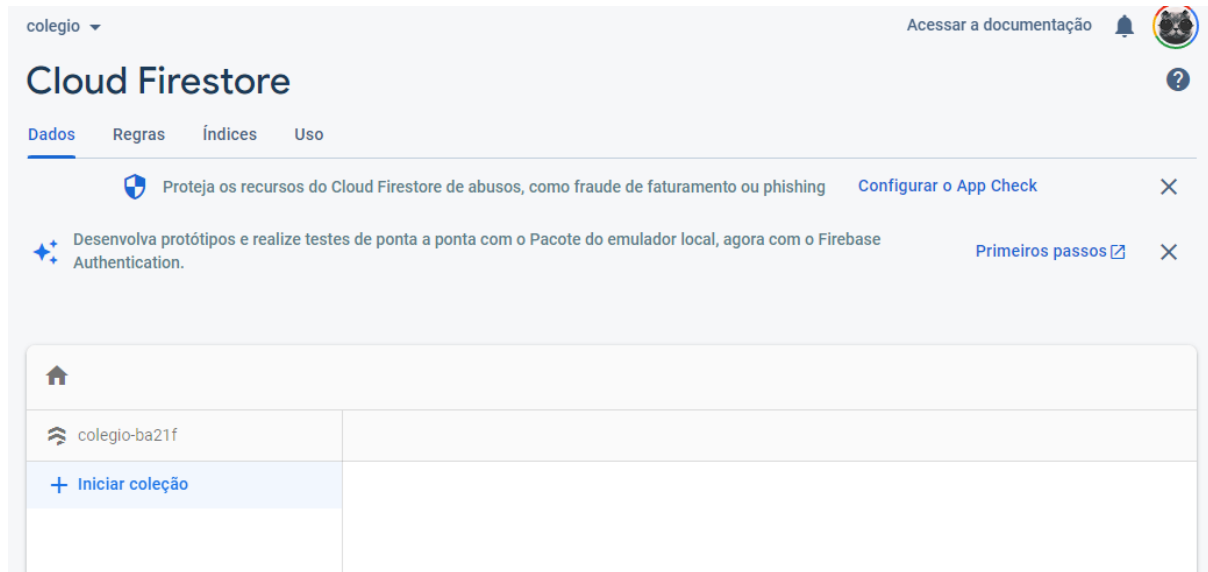 colegio
Acessar a documentação
Cloud Firestore
Dados Regras Índices Uso
Proteja os recursos do Cloud Firestore de abusos, como fraude de faturamento ou phishing Configurar o App Check
Desenvolva protótipos e realize testes de ponta a ponta com o Pacote do emulador local, agora com o Firebase
Authentication.
Primeiros passos
colegio-ba21f
+ Iniciar coleção